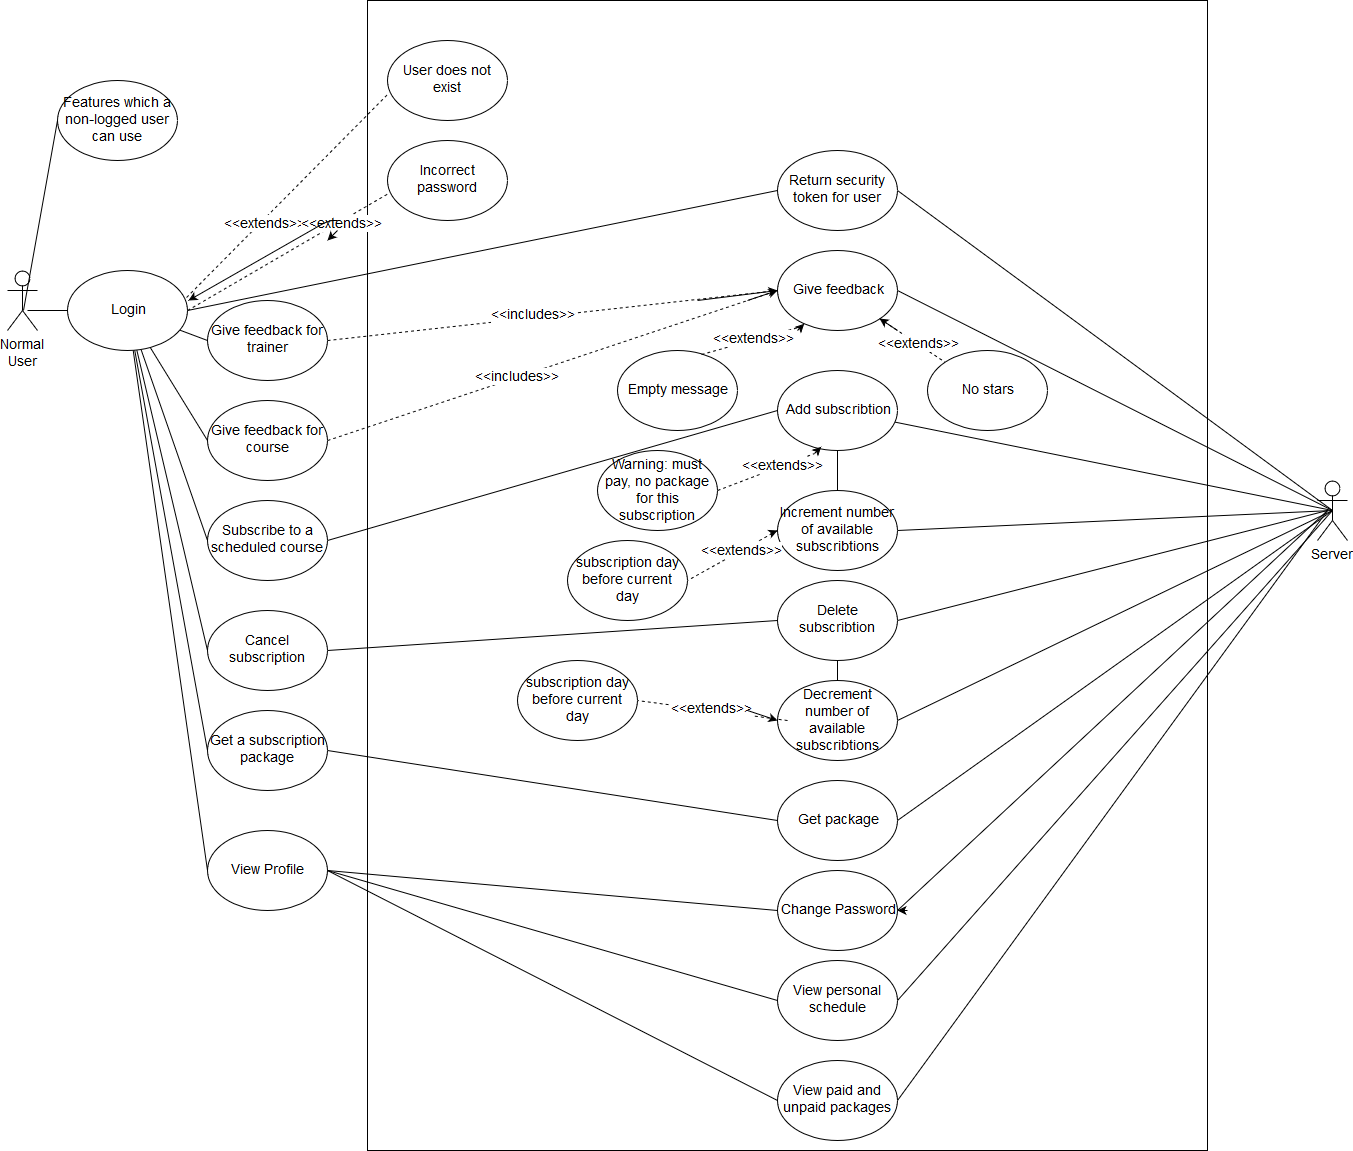 User does not
exist
Features which a
non-logged user
can use
Incorrect
password
Return security
token for user
<<extends>>
<<extends>>
Normal
User
Login
Give feedback
Give feedback for
trainer
<<includes>>
<<extends>>
<<extends>>
<<includes>>
Empty message
No stars
Give feedback for
course
Add subscribtion
Warning: must
pay, no package
for this
subscription
<<extends>>
Subscribe to a
scheduled course
Increment number
of available
subscribtions
<<extends>>
Server
subscription day
before current
day
Cancel
subscription
Delete
subscribtion
subscription day
before current
day
<<extends>>
Decrement
number of
available
subscribtions
Get a subscription
package
Get package
View Profile
Change Password
View personal
schedule
View paid and
unpaid packages